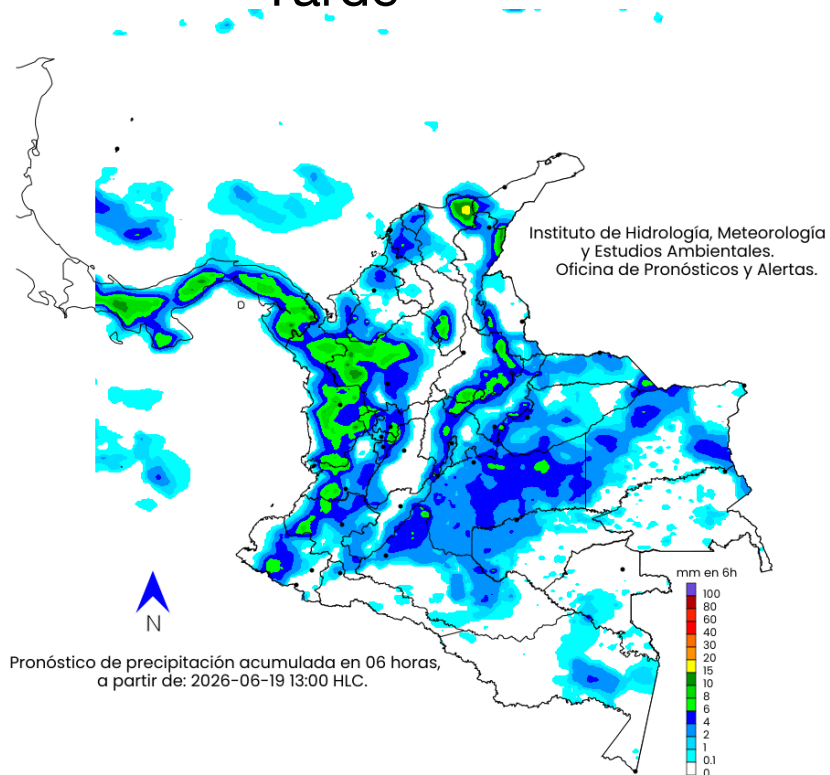 Tarde
Instituto de Hidrología, Meteorología
y Estudios Ambientales.
Oficina de Pronósticos y Alertas.
D
mm en 6h
100
80
60
40
30
20
15
10
8
6
4
2
1
0.1
0
N
Pronóstico de precipitación acumulada en 06 horas,
a partir de: 2026-06-19 13:00 HLC.